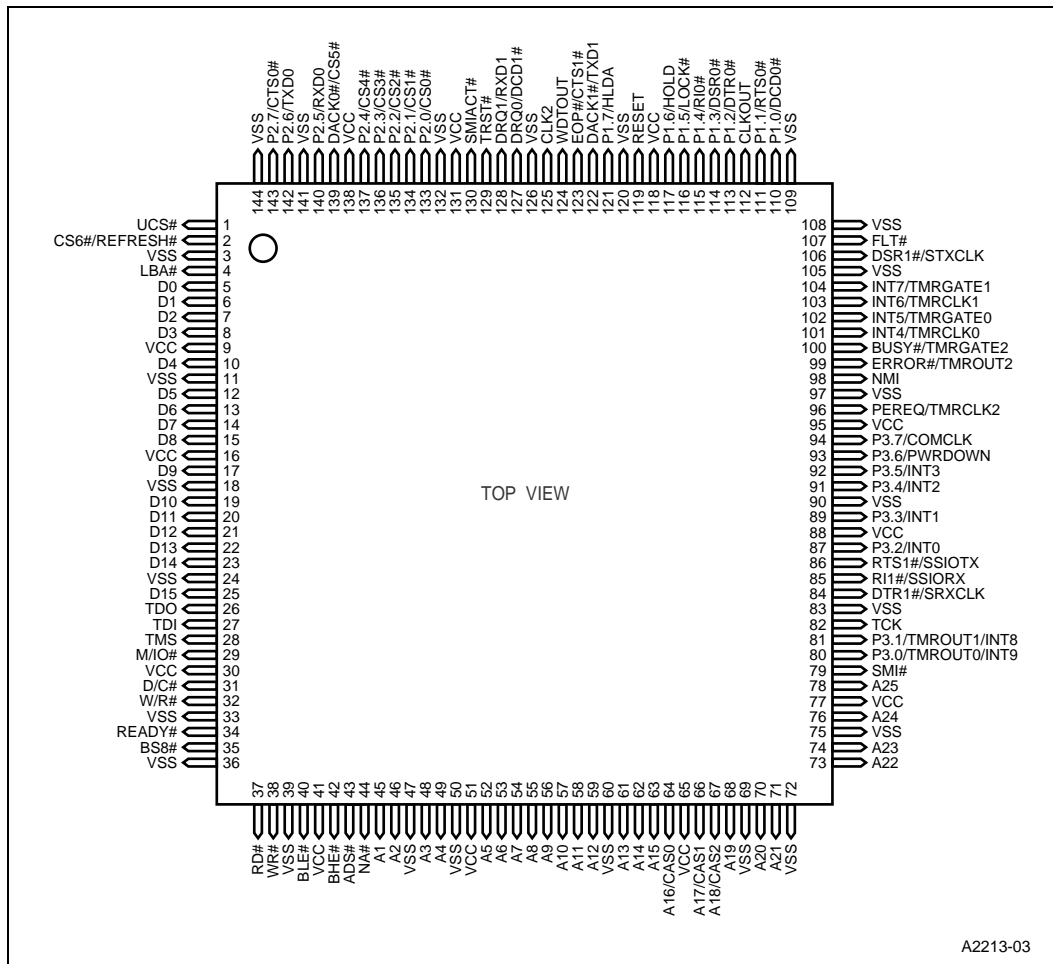 VSS
P2.7/CTS0#
P2.6/TXD0
VSS
P2.5/RXD0
DACK0#/CS5#
VCC
P2.4/CS4#
P2.3/CS3#
P2.2/CS2#
P2.1/CS1#
P2.0/CS0#
VSS
VCC
SMIACT#
TRST#
DRQ1/RXD1
DRQ0/DCD1#
VSS
CLK2
WDTOUT
EOP#/CTS1#
DACK1#/TXD1
P1.7/HLDA
VSS
RESET
VCC
P1.6/HOLD
P1.5/LOCK#
P1.4/RI0#
P1.3/DSR0#
P1.2/DTR0#
CLKOUT
P1.1/RTS0#
P1.0/DCD0#
VSS
144
143
142
141
140
139
138
137
136
135
134
133
132
131
130
129
128
127
126
125
124
123
122
121
120
119
118
117
116
115
114
113
112
111
110
109
UCS# 1
CS6#/REFRESH# 2
VSS 3
LBA# 4
D0 5
D1 6
D2 7
D3 8
VCC 9
D4 10
VSS 11
D5 12
D6 13
D7 14
D8 15
VCC 16
D9 17
VSS 18
D10 19
D11 20
D12 21
D13 22
D14 23
VSS 24
D15 25
TDO 26
TDI 27
TMS 28
M/IO# 29
VCC 30
D/C# 31
W/R# 32
VSS 33
READY# 34
BS8# 35
VSS 36
TOP VIEW
108 VSS
107 FLT#
106 DSR1#/STXCLK
105 VSS
104 INT7/TMRGATE1
103 INT6/TMRCLK1
102 INT5/TMRGATE0
101 INT4/TMRCLK0
100 BUSY#/TMRGATE2
99 ERROR#/TMROUT2
98 NMI
97 VSS
96 PEREQ/TMRCLK2
95 VCC
94 P3.7/COMCLK
93 P3.6/PWRDOWN
92 P3.5/INT3
91 P3.4/INT2
90 VSS
89 P3.3/INT1
88 VCC
87 P3.2/INT0
86 RTS1#/SSIOTX
85 RI1#/SSIORX
84 DTR1#/SRXCLK
83 VSS
82 TCK
81 P3.1/TMROUT1/INT8
80 P3.0/TMROUT0/INT9
79 SMI#
78 A25
77 VCC
76 A24
75 VSS
74 A23
73 A22
37
38
39
40
41
42
43
44
45
46
47
48
49
50
51
52
53
54
55
56
57
58
59
60
61
62
63
64
65
66
67
68
69
70
71
72
RD#
WR#
VSS
BLE#
VCC
BHE#
ADS#
NA#
A1
A2
VSS
A3
A4
VSS
VCC
A5
A6
A7
A8
A9
A10
A11
A12
VSS
A13
A14
A15
A16/CAS0
VCC
A17/CAS1
A18/CAS2
A19
VSS
A20
A21
VSS
A2213-03